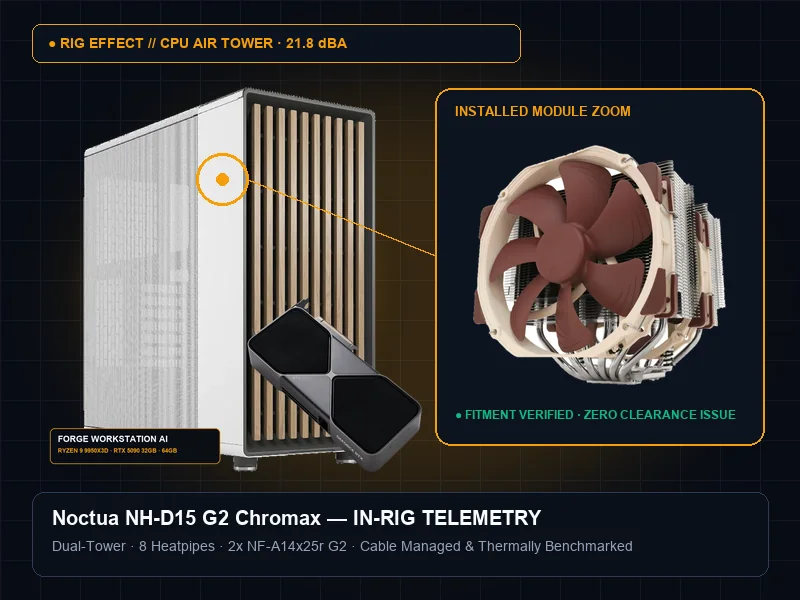 ● RIG EFFECT // CPU AIR TOWER · 21.8 dBA
INSTALLED MODULE ZOOM
● FITMENT VERIFIED · ZERO CLEARANCE ISSUE
FORGE WORKSTATION AI
RYZEN 9 9950X3D · RTX 5090 32GB · 64GB
Noctua NH-D15 G2 Chromax — IN-RIG TELEMETRY
Dual-Tower · 8 Heatpipes · 2x NF-A14x25r G2 · Cable Managed & Thermally Benchmarked